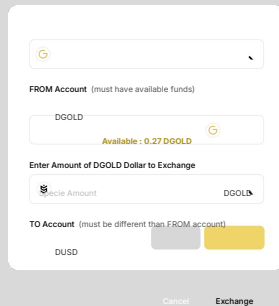 FROM Account (must have available funds)
DGOLD
Available : 0.27 DGOLD
Enter Amount of DGOLD Dollar to Exchange
Specie Amount DGOLD
TO Account (must be different than FROM account)
DUSD
Cancel Exchange